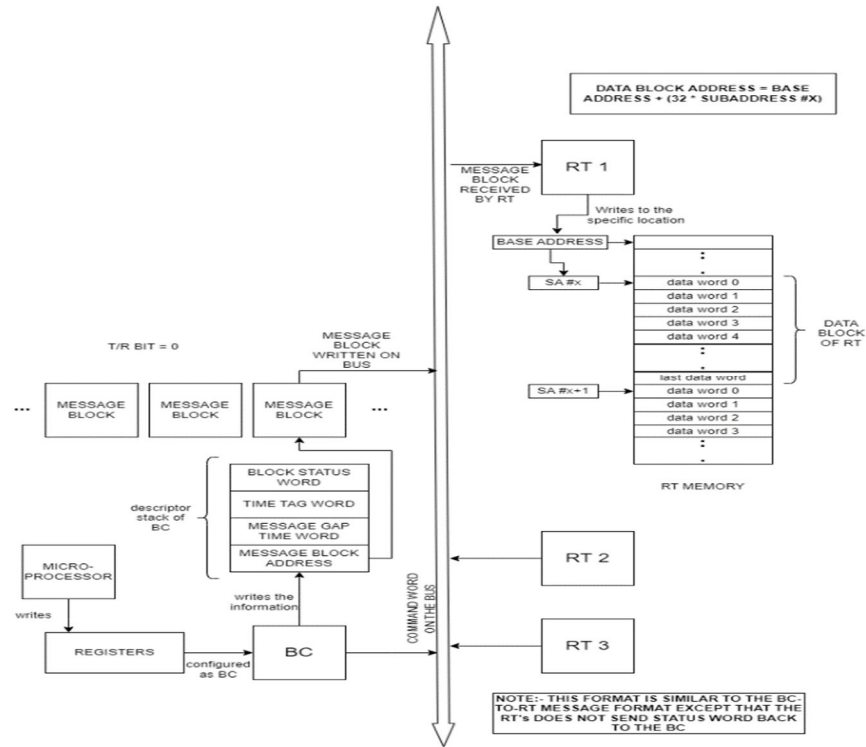 DATA BLOCK ADDRESS = BASE
ADDRESS + (32 * SUBADDRESS #X)
MESSAGE
BLOCK
RECEIVED
BY RT
RT 1
Writes to the
specific location
BASE ADDRESS
:
.
SA #x
data word 0
data word 1
data word 2
data word 3
data word 4
:
.
last data word
DATA
BLOCK
OF RT
SA #x+1
data word 0
data word 1
data word 2
data word 3
:
.
RT MEMORY
T/R BIT = 0
MESSAGE
BLOCK
WRITTEN ON
BUS
...
MESSAGE
BLOCK
MESSAGE
BLOCK
MESSAGE
BLOCK
...
descriptor
stack of
BC
BLOCK STATUS
WORD
TIME TAG WORD
MESSAGE GAP
TIME WORD
MESSAGE BLOCK
ADDRESS
MICRO-
PROCESSOR
writes
REGISTERS
configured
as BC
writes the
information
BC
COMMAND WORD
ON THE BUS
RT 2
RT 3
NOTE:- THIS FORMAT IS SIMILAR TO THE BC-
TO-RT MESSAGE FORMAT EXCEPT THAT THE
RT's DOES NOT SEND STATUS WORD BACK
TO THE BC